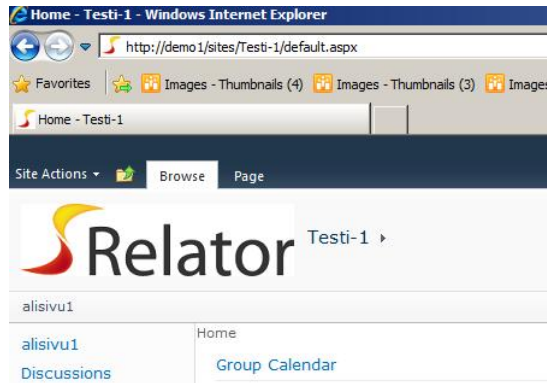 Home - Testi-1 - Windows Internet Explorer
http://demo1/sites/Testi-1/default.aspx
Favorites Images - Thumbnails (4) Images - Thumbnails (3) Images
Home - Testi-1
Site Actions Browse Page
Relator Testi-1
alisivu1
Home
alisivu1
Group Calendar
Discussions